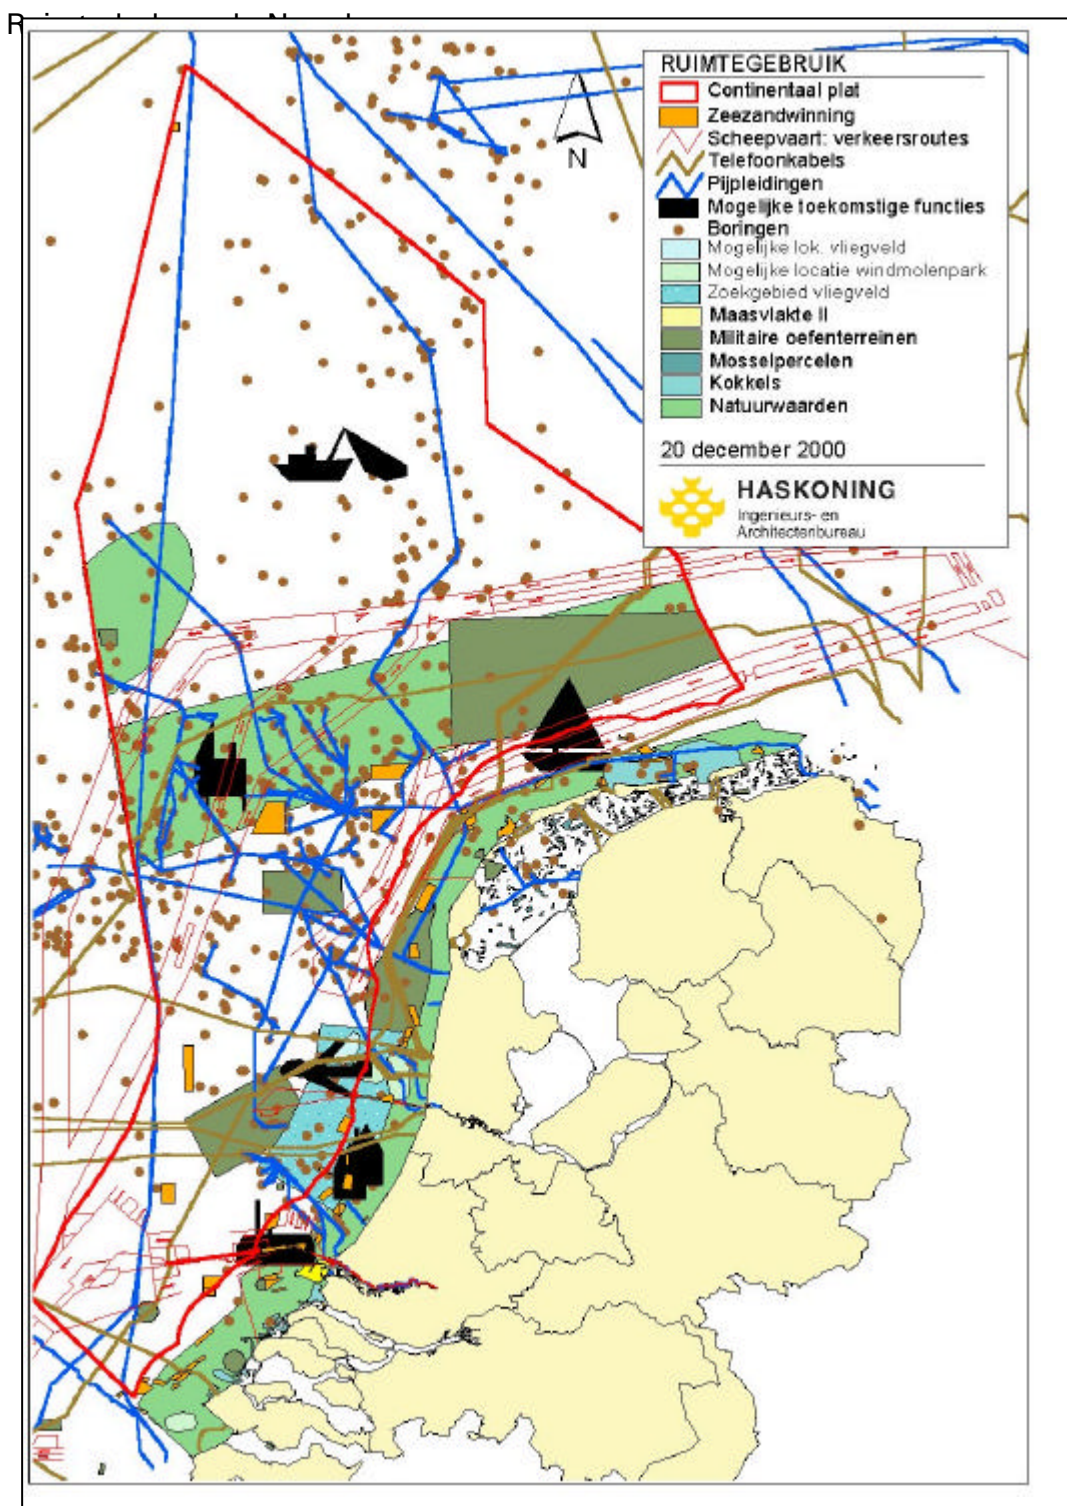 RUIMTEGEBRUIK
Continentaal plat
Zeezandwinning
Scheepvaart: verkeersroutes
Telefoonkabels
Pijpleidingen
Mogelijke toekomstige functies
Boringen
Mogelijke lok. vliegveld
Mogelijke locatie windmolenpark
Zoekgebied vliegveld
Maasvlakte II
Militaire oefenterreinen
Mosselpercelen
Kokkels
Natuurwaarden
20 december 2000
HASKONING
Ingenieurs- en
Architectenbureau
N